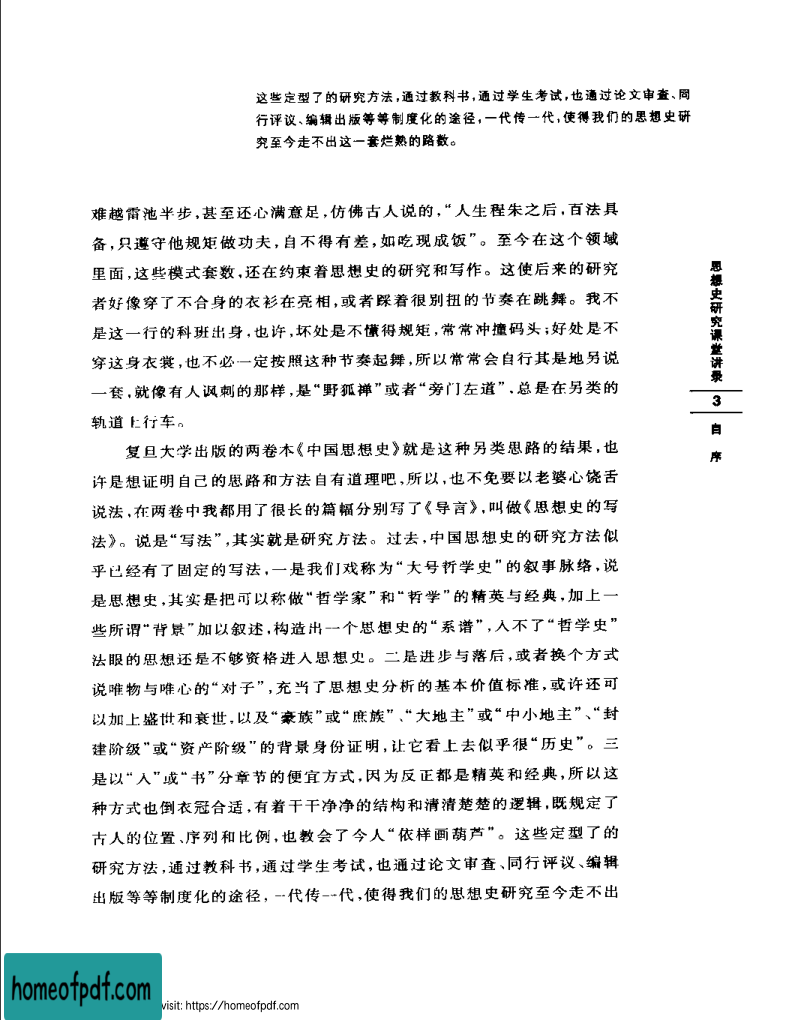 这些定型了的研究方法,通过教科书,通过学生考试,也通过论文审查、同
行评议、编辑出版等等制度化的途径,一代传一代,使得我们的思想史研
究至今走不出这一套烂熟的路数。
难越雷池半步,甚至还心满意足,仿佛古人说的,“人生程朱之后,百法具
备,只遵守他规矩做功夫,自不得有差,如吃现成饭”。至今在这个领域
里面,这些模式套数,还在约束着思想史的研究和写作。这使后来的研究
者好像穿了不合身的衣衫在亮相,或者踩着很别扭的节奏在跳舞。我不
是这一行的科班出身,也许,坏处是不懂得规矩,常常冲撞码头;好处是不
穿这身衣裳,也不必一定按照这种节奏起舞,所以常常会自行其是地另说
一套,就像有人讽刺的那样,是“野狐禅”或者“旁门左道”、总是在另类的
轨道上行车。
复旦大学出版的两卷本《中国思想史》就是这种另类思路的结果,也
许是想证明自己的思路和方法自有道理吧,所以,也不免要以老婆心饶舌
说法,在两卷中我都用了很长的篇幅分别写了《导言》,叫做《思想史的写
法》。说是“写法”,其实就是研究方法。过去,中国思想史的研究方法似
乎已经有了固定的写法,一是我们戏称为“大号哲学史”的叙事脉络,说
是思想史,其实是把可以称做“哲学家”和“哲学”的精英与经典,加上一
些所谓“背景”加以叙述,构造出一个思想史的“系谱”,入不了“哲学史”
法眼的思想还是不够资格进入思想史。二是进步与落后,或者换个方式
说唯物与唯心的“对子”,充当了思想史分析的基本价值标准,或许还可
以加上盛世和衰世,以及“豪族”或“庶族”、“大地主”或“中小地主”、“封
建阶级”或“资产阶级”的背景身份证明,让它看上去似乎很“历史”。三
是以“人”或“书”分章节的便宜方式,因为反正都是精英和经典,所以这
种方式也倒衣冠合适,有着干干净净的结构和清清楚楚的逻辑,既规定了
古人的位置、序列和比例,也教会了今人“依样画葫芦”。这些定型了的
研究方法,通过教科书,通过学生考试,也通过论文审查、同行评议、编辑
出版等等制度化的途径,一代传一代,使得我们的思想史研究至今走不出
思想史研究课堂讲录
3
自序
homeofpdf.com
visit: https://homeofpdf.com